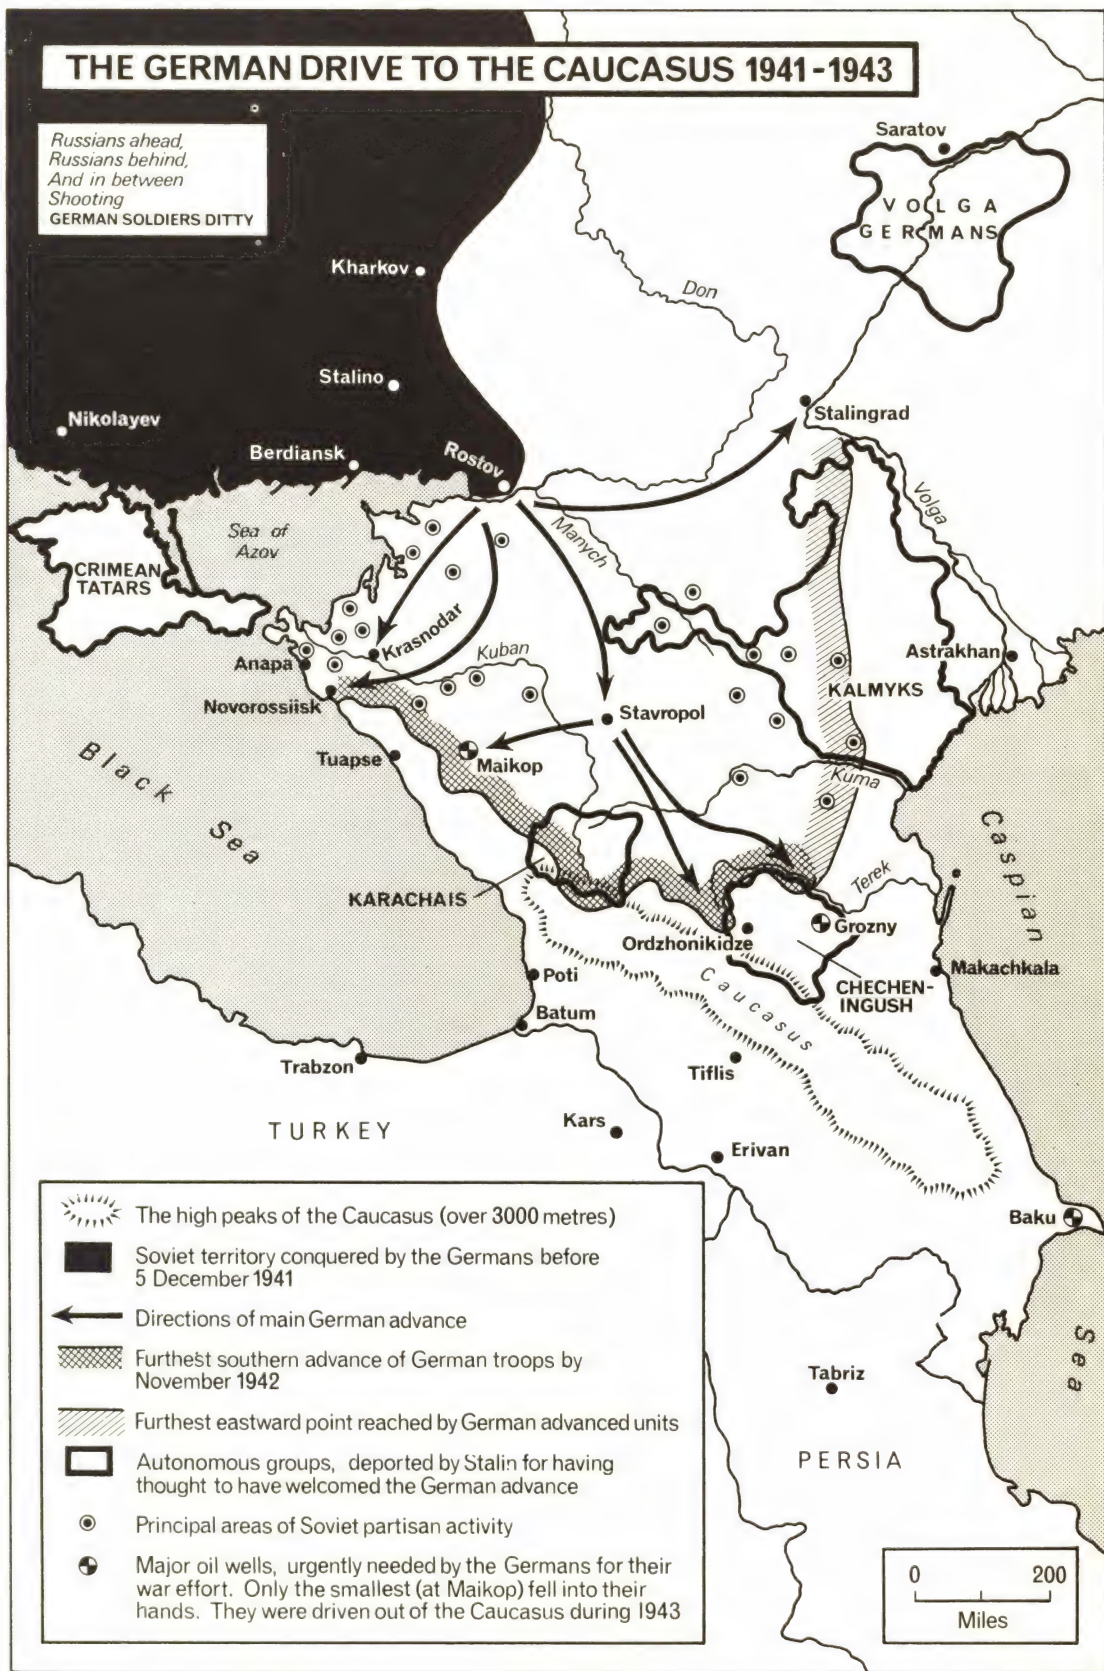 THE GERMAN DRIVE TO THE CAUCASUS 1941-1943
Russians ahead,
Russians behind,
And in between
Shooting
GERMAN SOLDIERS DITTY
Saratov
VOLGA
GERMANS
Kharkov
Don
Stalino
Stalingrad
Nikolayev
Berdiansk
Rostov
Volga
Sea of
Azov
Manych
CRIMEAN
TATARS
Krasnodar
Kuban
Anapa
Astrakhan
KALMYKS
Novorossiisk
Stavropol
Tuapse
Maikop
Kuma
Black Sea
Caspian Sea
KARACHAIS
Terek
Grozny
Ordzhonikidze
Makachkala
Poti
Caucasus
CHECHEN-
INGUSH
Batum
Trabzon
Tiflis
TURKEY
Kars
Erivan
Baku
Tabriz
PERSIA
The high peaks of the Caucasus (over 3000 metres)
Soviet territory conquered by the Germans before
5 December 1941
Directions of main German advance
Furthest southern advance of German troops by
November 1942
Furthest eastward point reached by German advanced units
Autonomous groups, deported by Stalin for having
thought to have welcomed the German advance
Principal areas of Soviet partisan activity
Major oil wells, urgently needed by the Germans for their
war effort. Only the smallest (at Maikop) fell into their
hands. They were driven out of the Caucasus during 1943
0 200
Miles